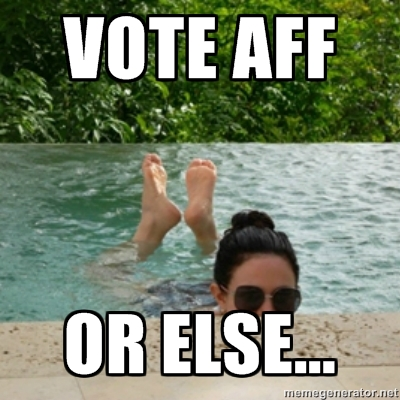 VOTE AFF
OR ELSE...
memegenerator.net